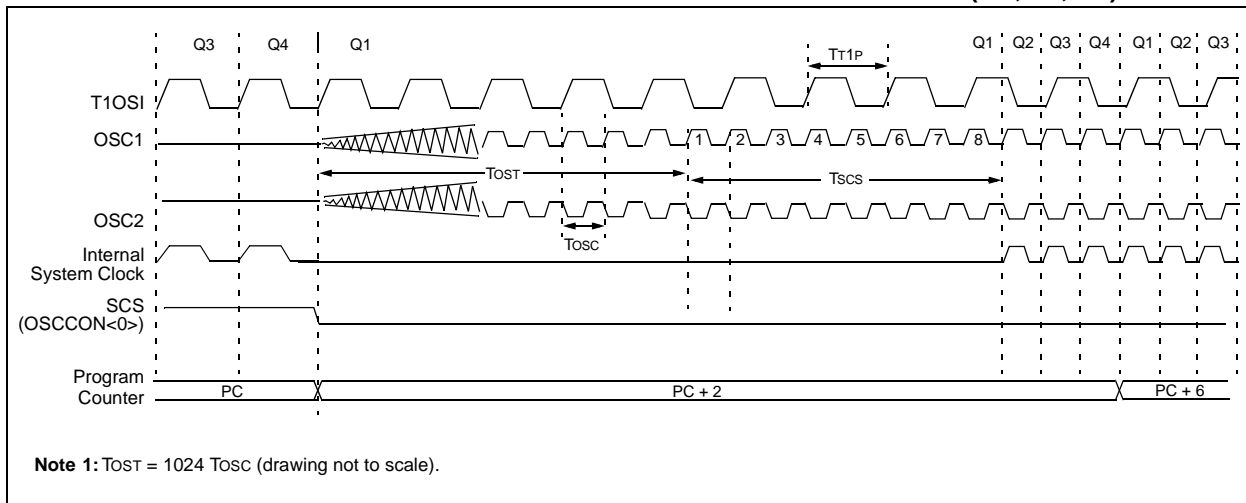 Q3 Q4 Q1 Q1 Q2 Q3 Q4 Q1 Q2 Q3
TT1P
T1OSI
OSC1
1 2 3 4 5 6 7 8
TOST
TSCS
OSC2
TOSC
Internal
System Clock
SCS
(OSCCON<0>)
Program
Counter
PC PC + 2 PC + 6
Note 1: TOST = 1024 TOSC (drawing not to scale).